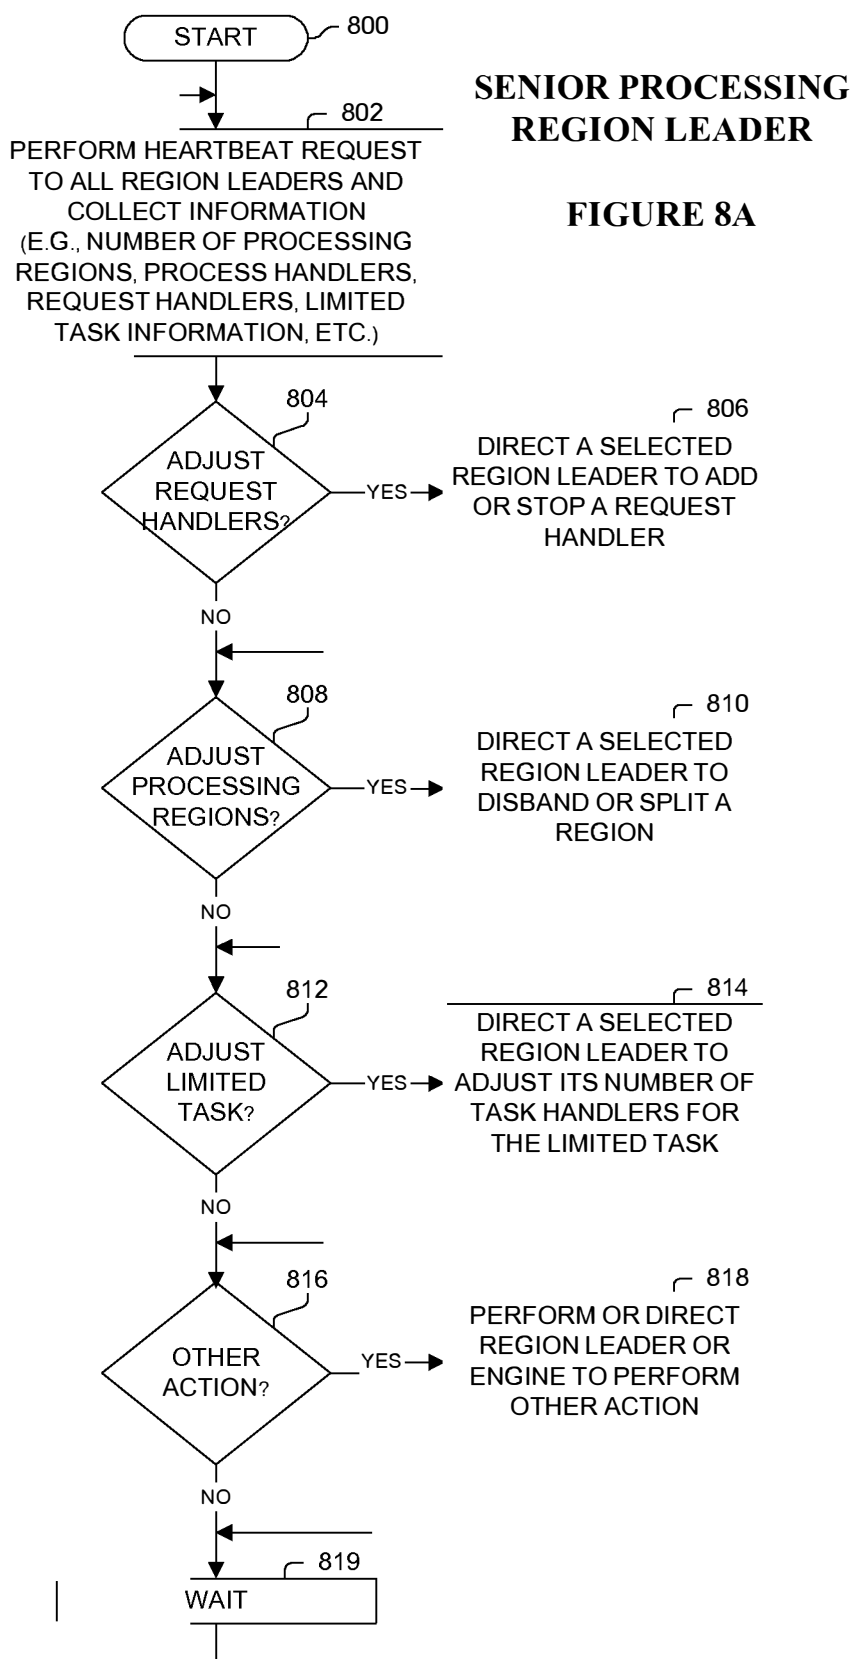 START
800
SENIOR PROCESSING
REGION LEADER
FIGURE 8A
802
PERFORM HEARTBEAT REQUEST
TO ALL REGION LEADERS AND
COLLECT INFORMATION
(E.G., NUMBER OF PROCESSING
REGIONS, PROCESS HANDLERS,
REQUEST HANDLERS, LIMITED
TASK INFORMATION, ETC.)
804
ADJUST
REQUEST
HANDLERS?
YES
806
DIRECT A SELECTED
REGION LEADER TO ADD
OR STOP A REQUEST
HANDLER
NO
808
ADJUST
PROCESSING
REGIONS?
YES
810
DIRECT A SELECTED
REGION LEADER TO
DISBAND OR SPLIT A
REGION
NO
812
ADJUST
LIMITED
TASK?
YES
814
DIRECT A SELECTED
REGION LEADER TO
ADJUST ITS NUMBER OF
TASK HANDLERS FOR
THE LIMITED TASK
NO
816
OTHER
ACTION?
YES
818
PERFORM OR DIRECT
REGION LEADER OR
ENGINE TO PERFORM
OTHER ACTION
NO
819
WAIT